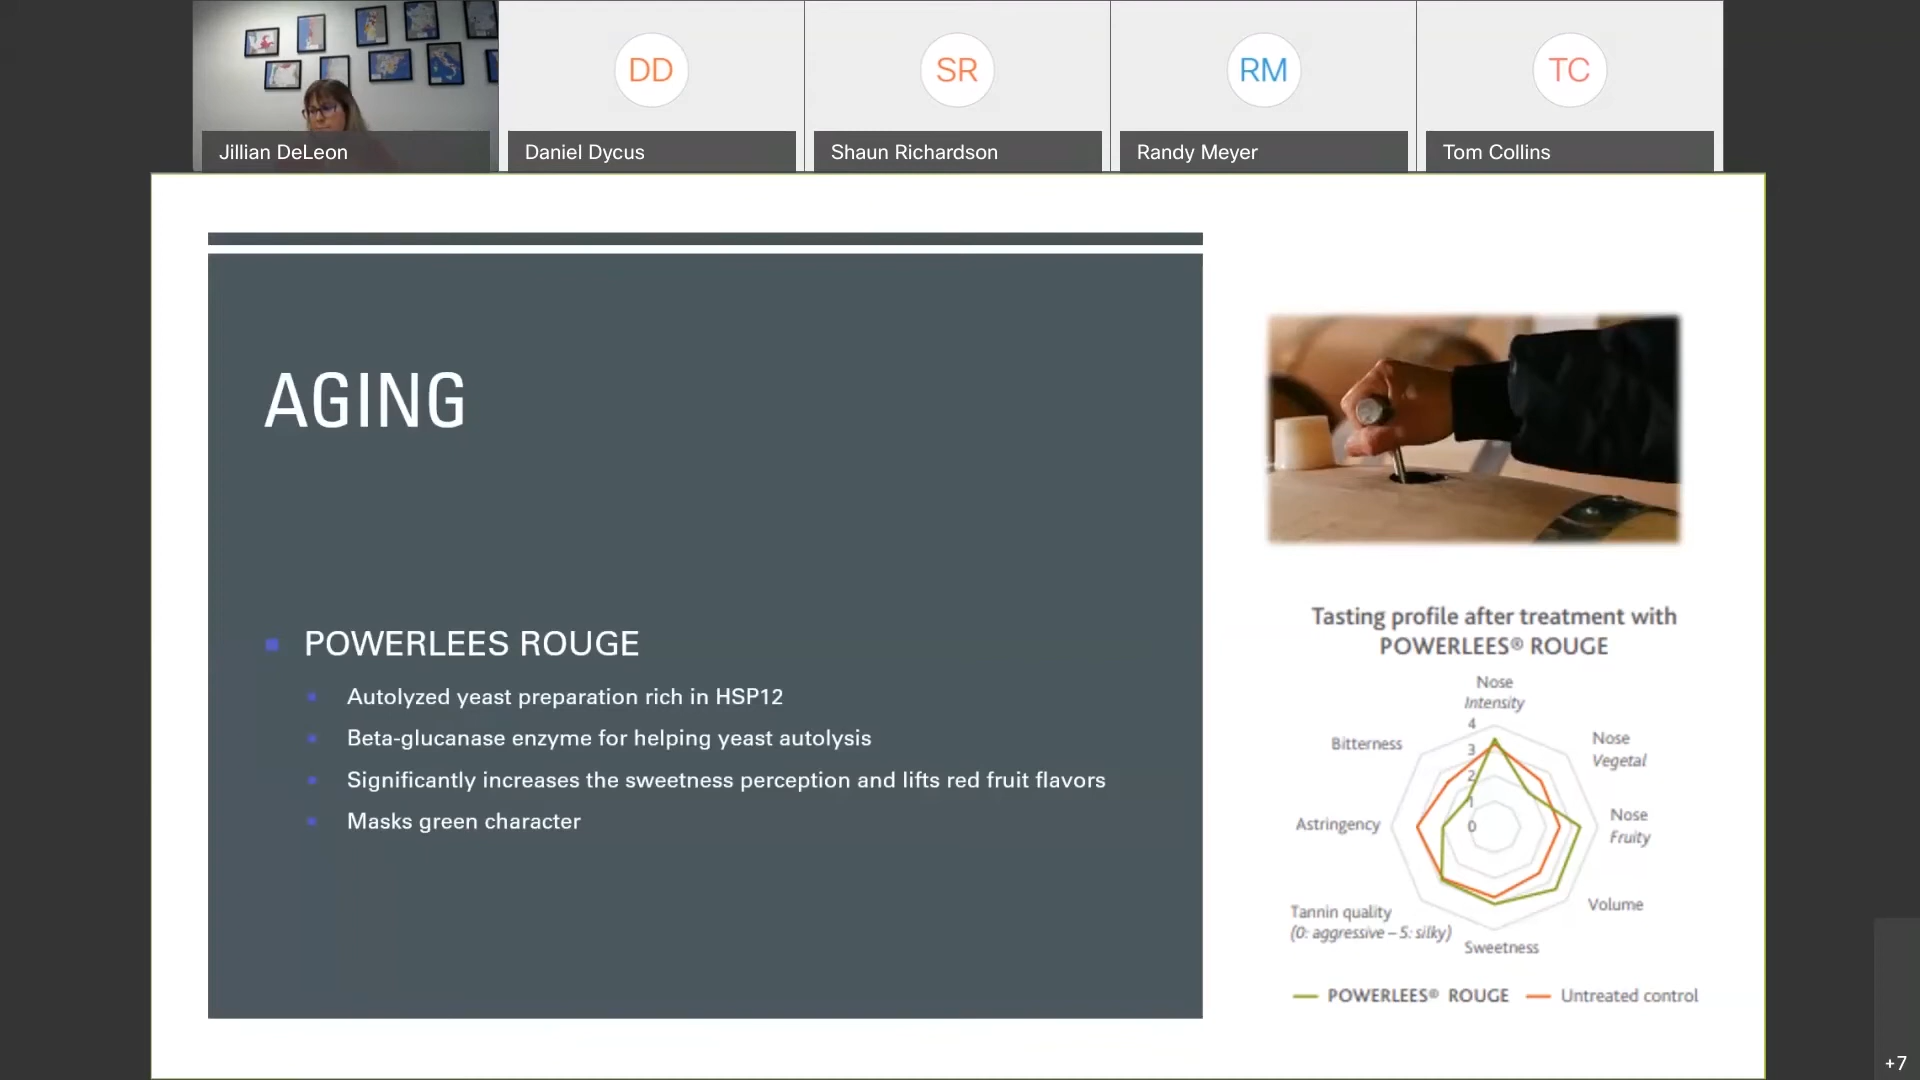 DD
SR
RM
TC
Jillian DeLeon
Daniel Dycus
Shaun Richardson
Randy Meyer
Tom Collins
AGING
POWERLEES ROUGE
Autolyzed yeast preparation rich in HSP12
Beta-glucanase enzyme for helping yeast autolysis
Significantly increases the sweetness perception and lifts red fruit flavors
Masks green character
Tasting profile after treatment with
POWERLEES® ROUGE
Nose
Intensity
4
3
2
1
0
Nose
Vegetal
Nose
Fruity
Volume
Sweetness
Tannin quality
(0: aggressive – 5: silky)
Astringency
Bitterness
POWERLEES® ROUGE
Untreated control
+7